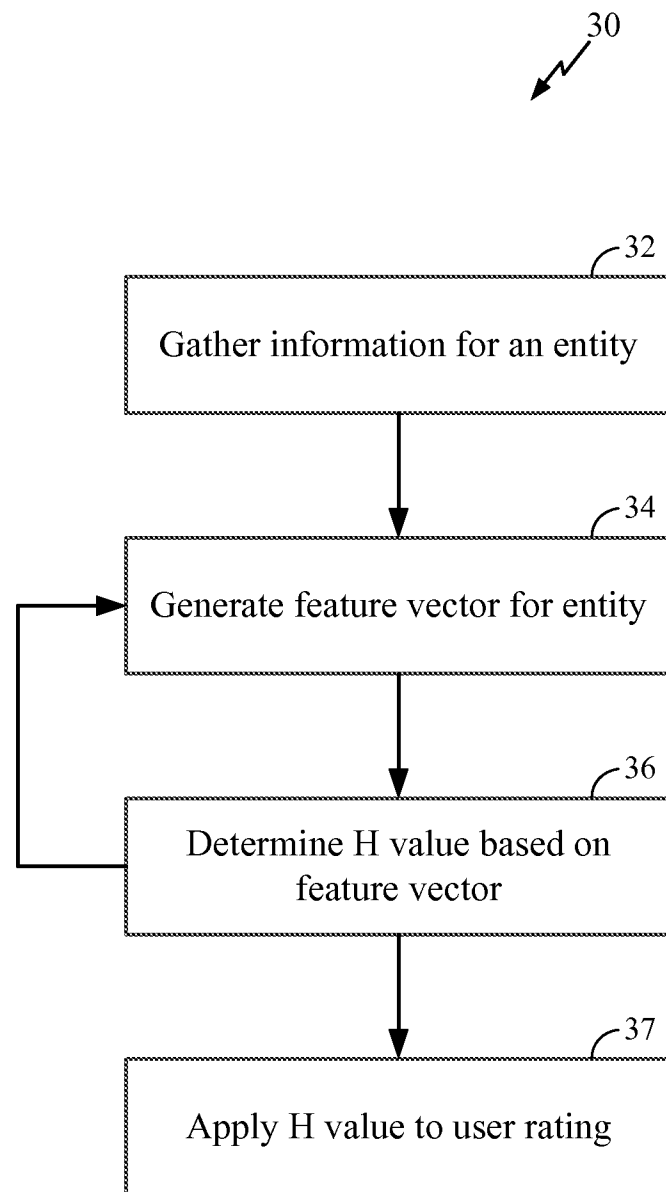 30
32
Gather information for an entity
34
Generate feature vector for entity
36
Determine H value based on
feature vector
37
Apply H value to user rating